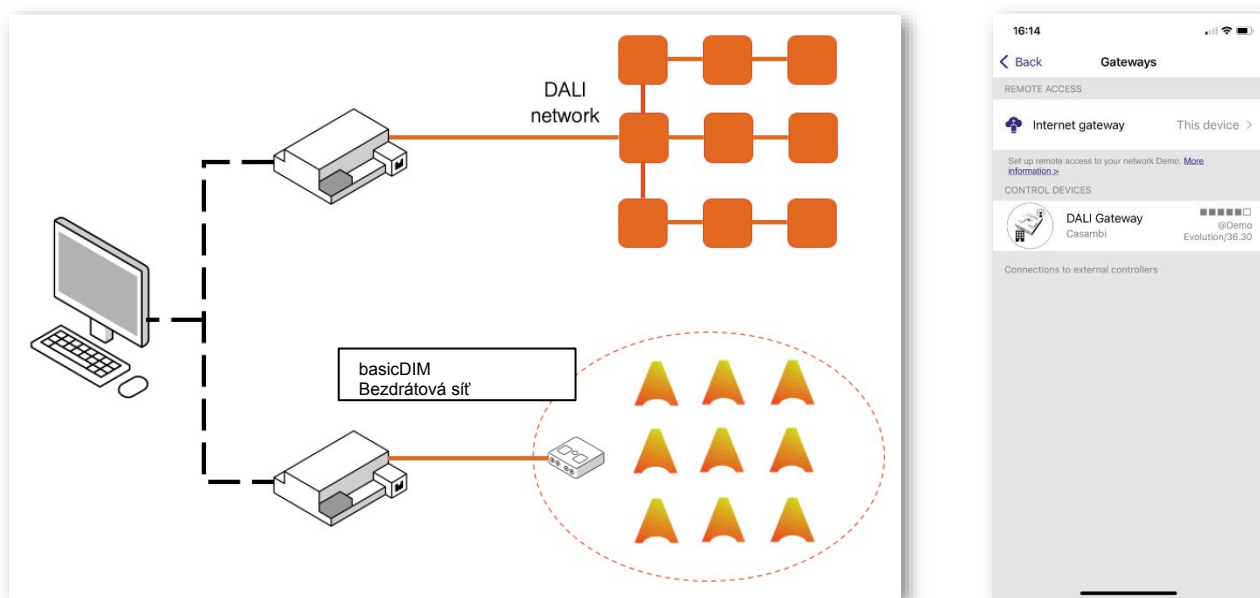 DALI
network
basicDIM
Bezdrátová síť
16:14
Back Gateways
REMOTE ACCESS
Internet gateway This device >
Set up remote access to your network Demo. More
information >
CONTROL DEVICES
DALI Gateway
Casambi
@Demo
Evolution/36.30
Connections to external controllers